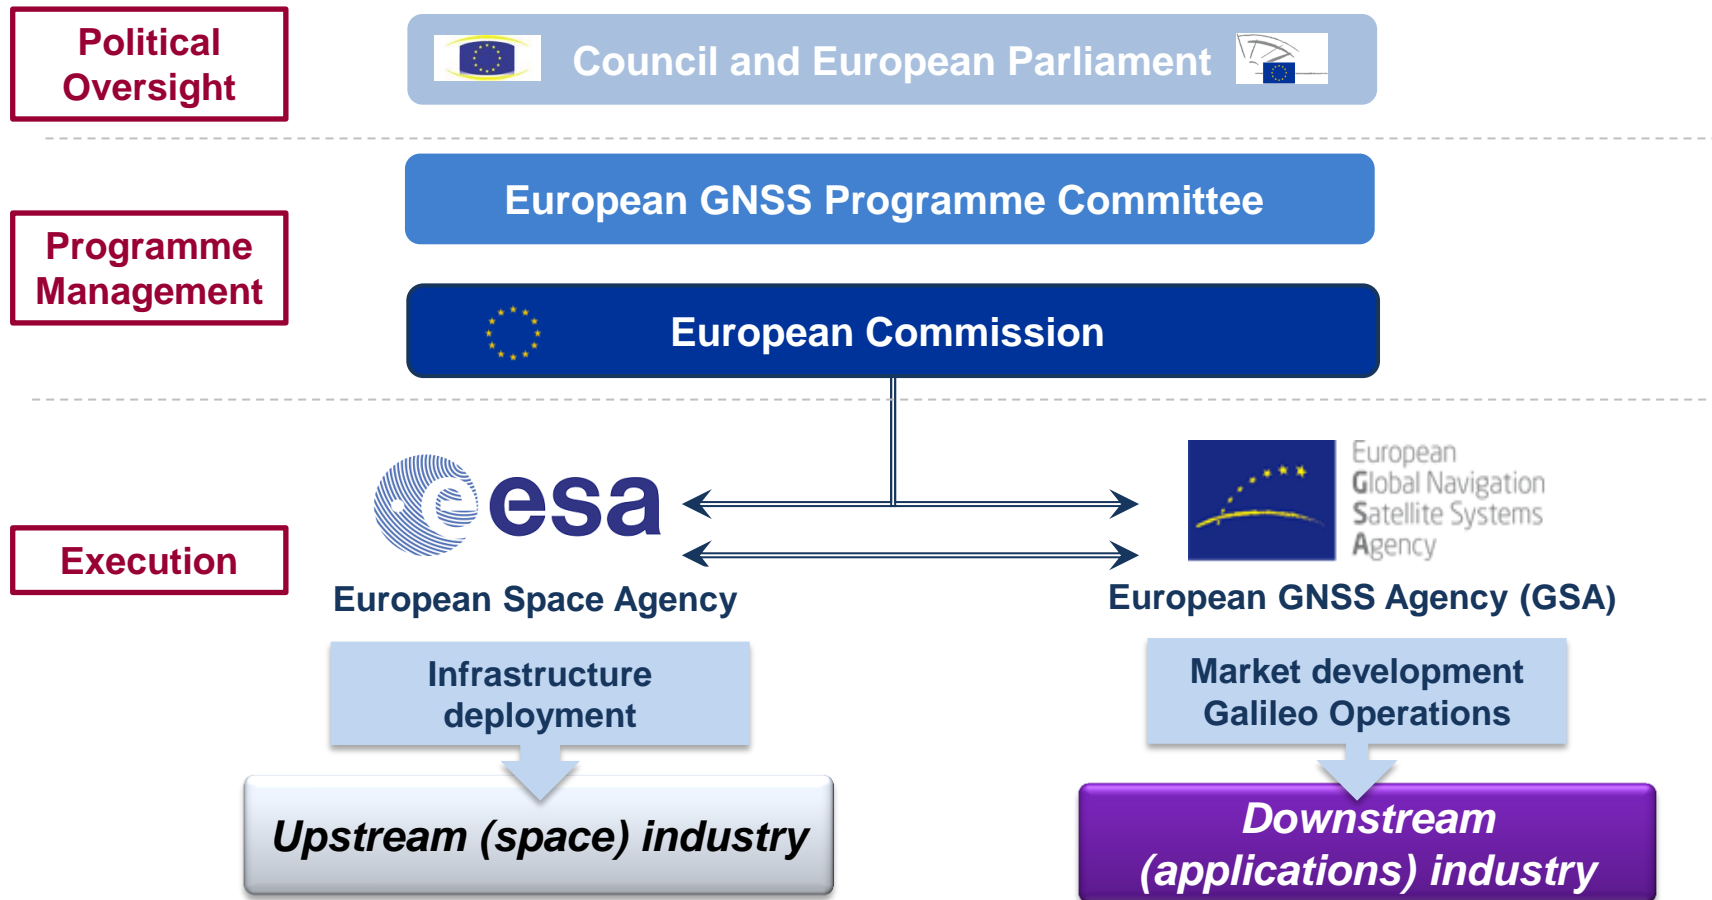 Political
Oversight
Council and European Parliament
European GNSS Programme Committee
Programme
Management
European Commission
esa
European
Global Navigation
Satellite Systems
Agency
Execution
European Space Agency
European GNSS Agency (GSA)
Infrastructure
deployment
Market development
Galileo Operations
Upstream (space) industry
Downstream
(applications) industry